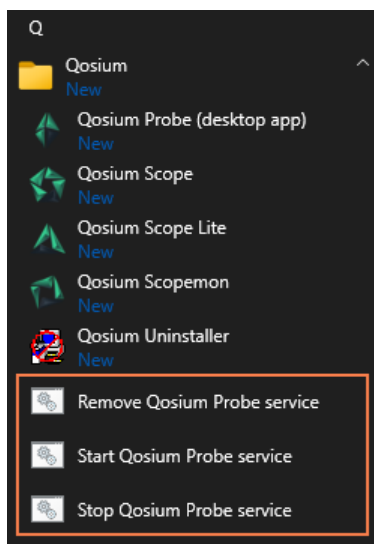 Q
Qosium
New
Qosium Probe (desktop app)
New
Qosium Scope
New
Qosium Scope Lite
New
Qosium Scopemon
New
Qosium Uninstaller
New
Remove Qosium Probe service
Start Qosium Probe service
Stop Qosium Probe service